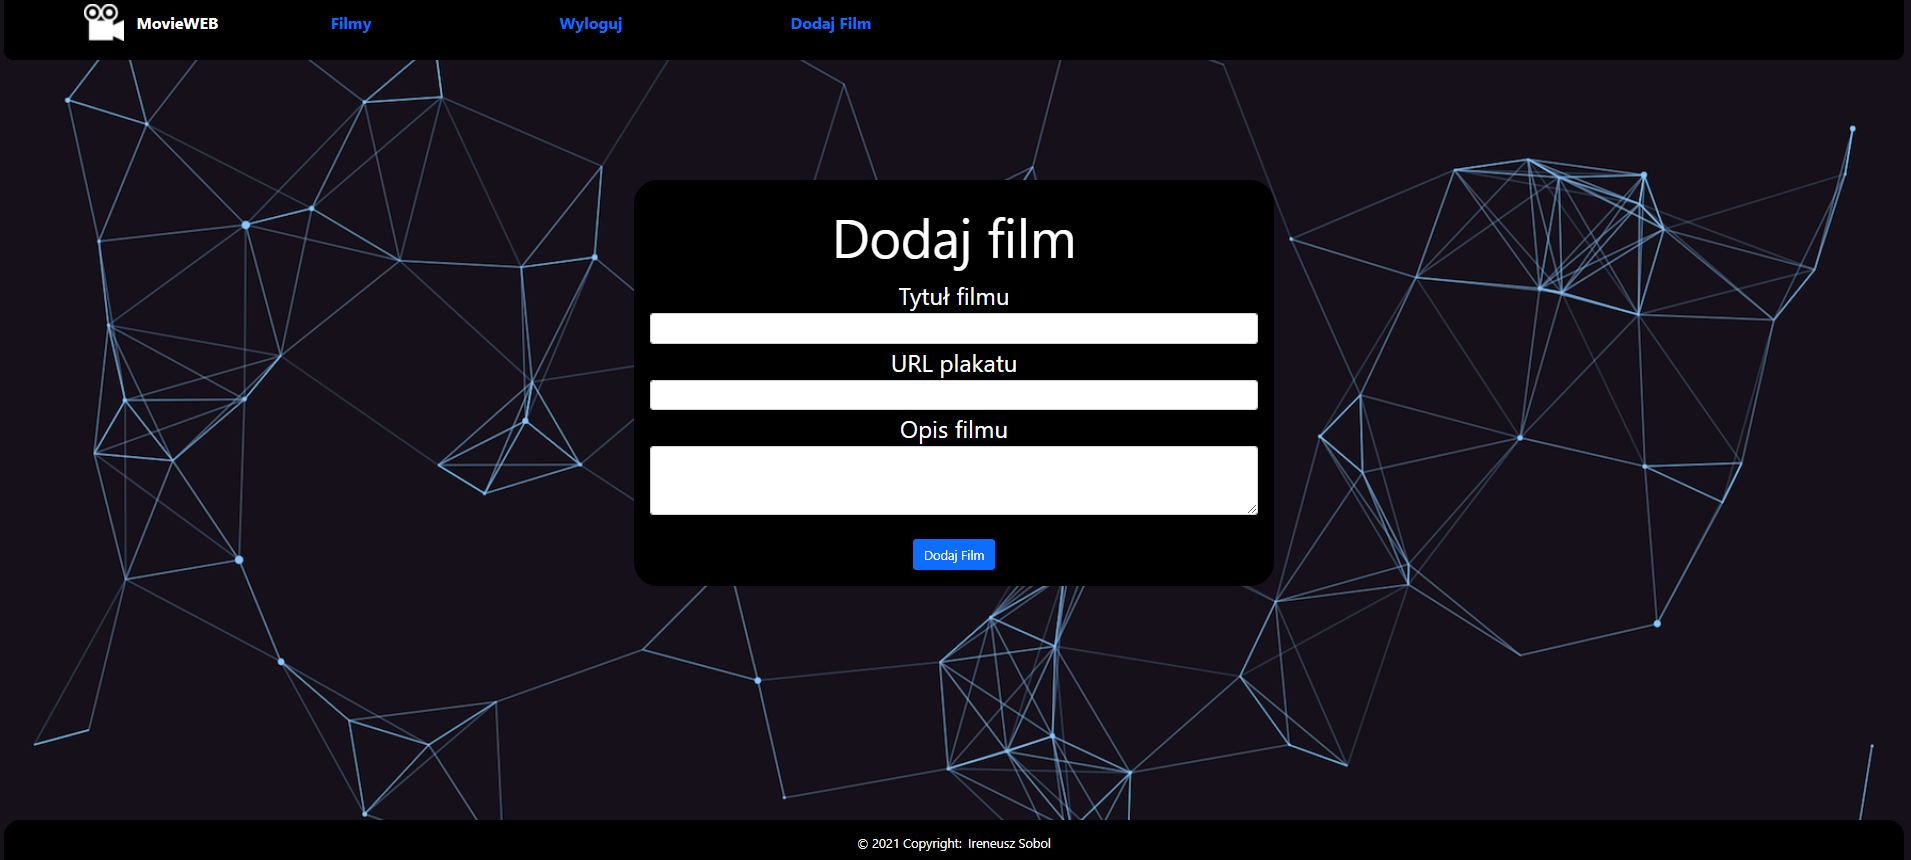 MovieWEB Filmy Wyloguj Dodaj Film
Dodaj film
Tytuł filmu
URL plakatu
Opis filmu
Dodaj Film
© 2021 Copyright: Ireneusz Sobol